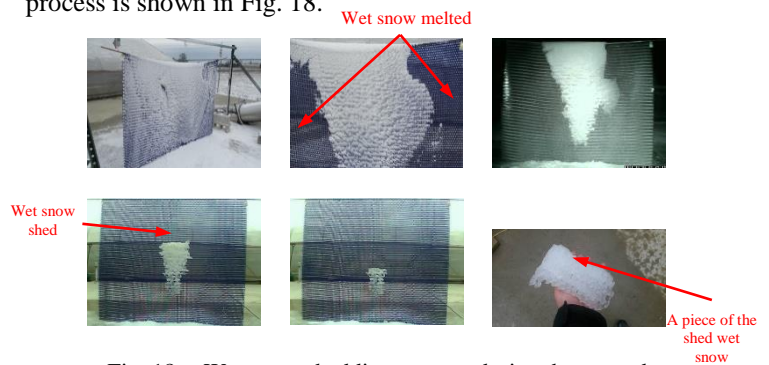 process is shown in Fig. 18.
Wet snow melted
Wet snow
shed
A piece of the
shed wet
snow